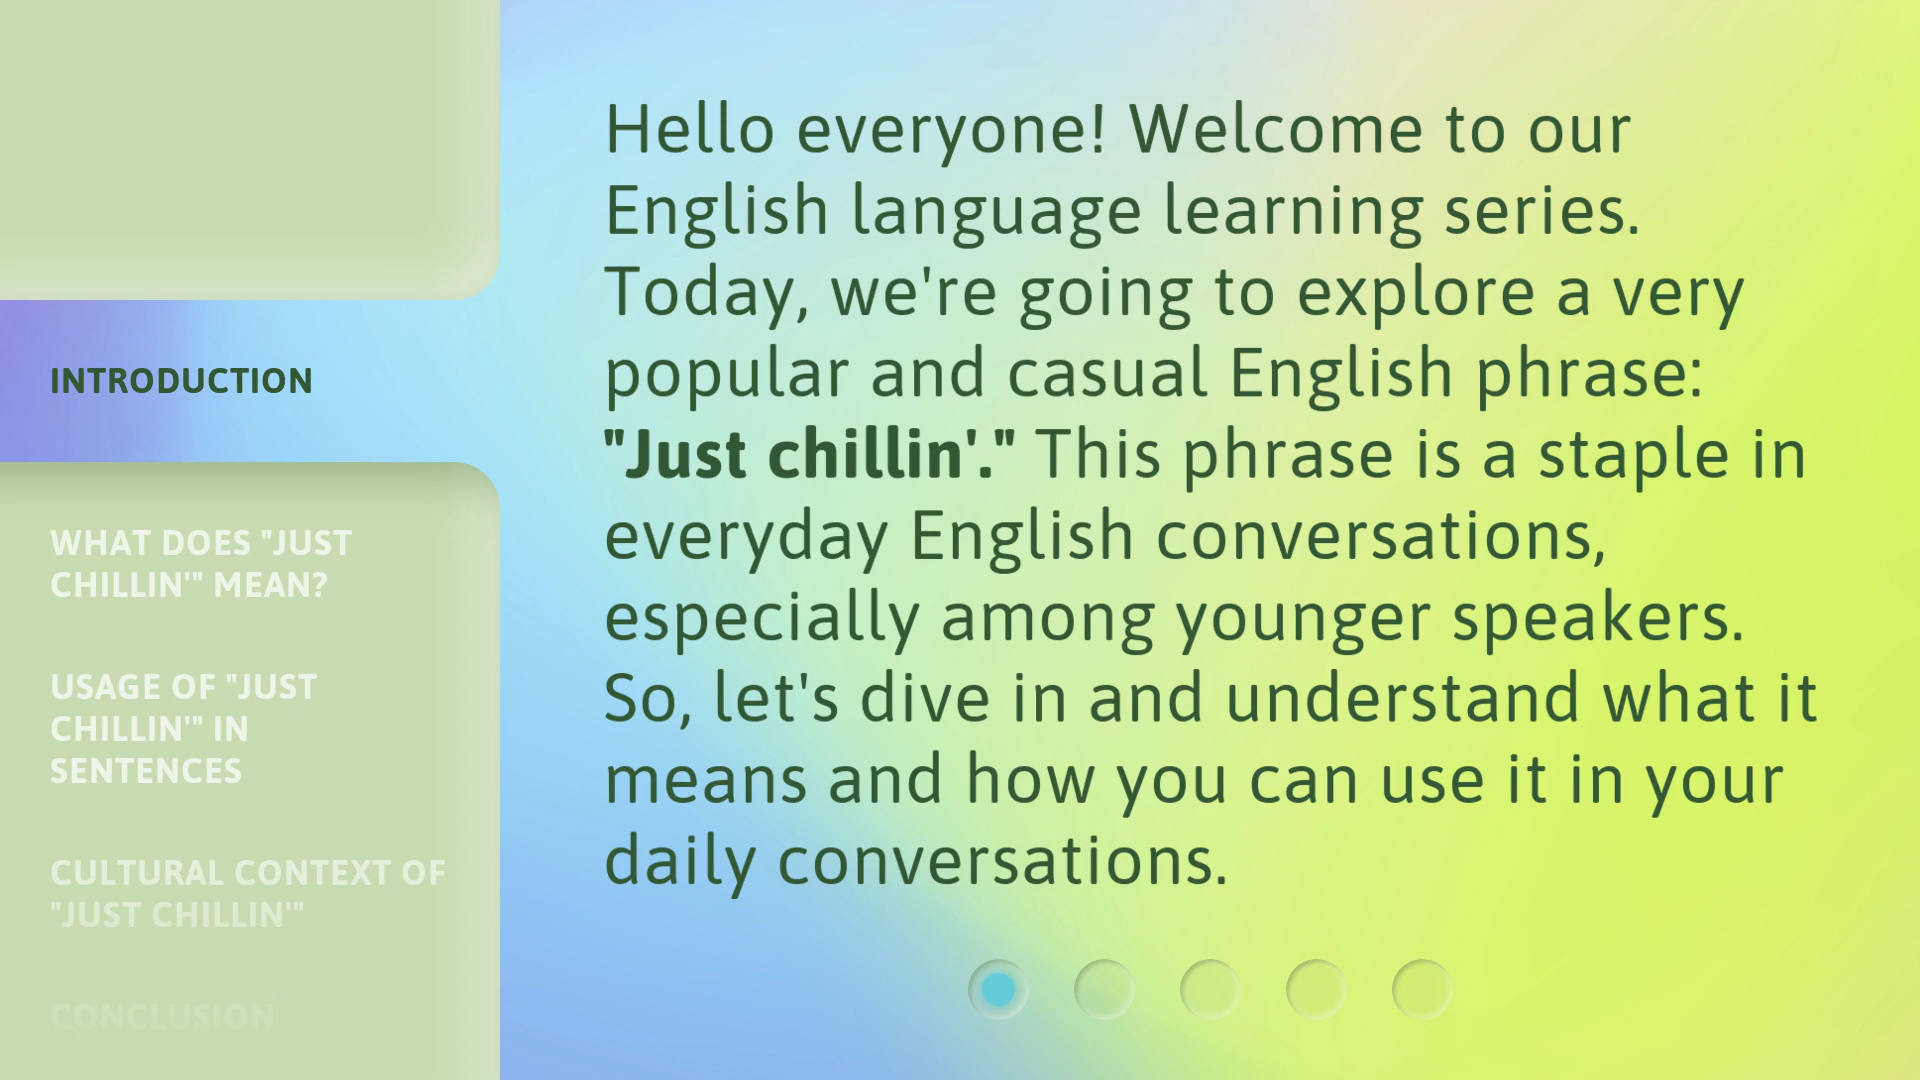 INTRODUCTION
WHAT DOES "JUST
CHILLIN'" MEAN?
USAGE OF "JUST
CHILLIN'" IN
SENTENCES
CULTURAL CONTEXT OF
"JUST CHILLIN'"
CONCLUSION
Hello everyone! Welcome to our
English language learning series.
Today, we're going to explore a very
popular and casual English phrase:
"Just chillin'." This phrase is a staple in
everyday English conversations,
especially among younger speakers.
So, let's dive in and understand what it
means and how you can use it in your
daily conversations.